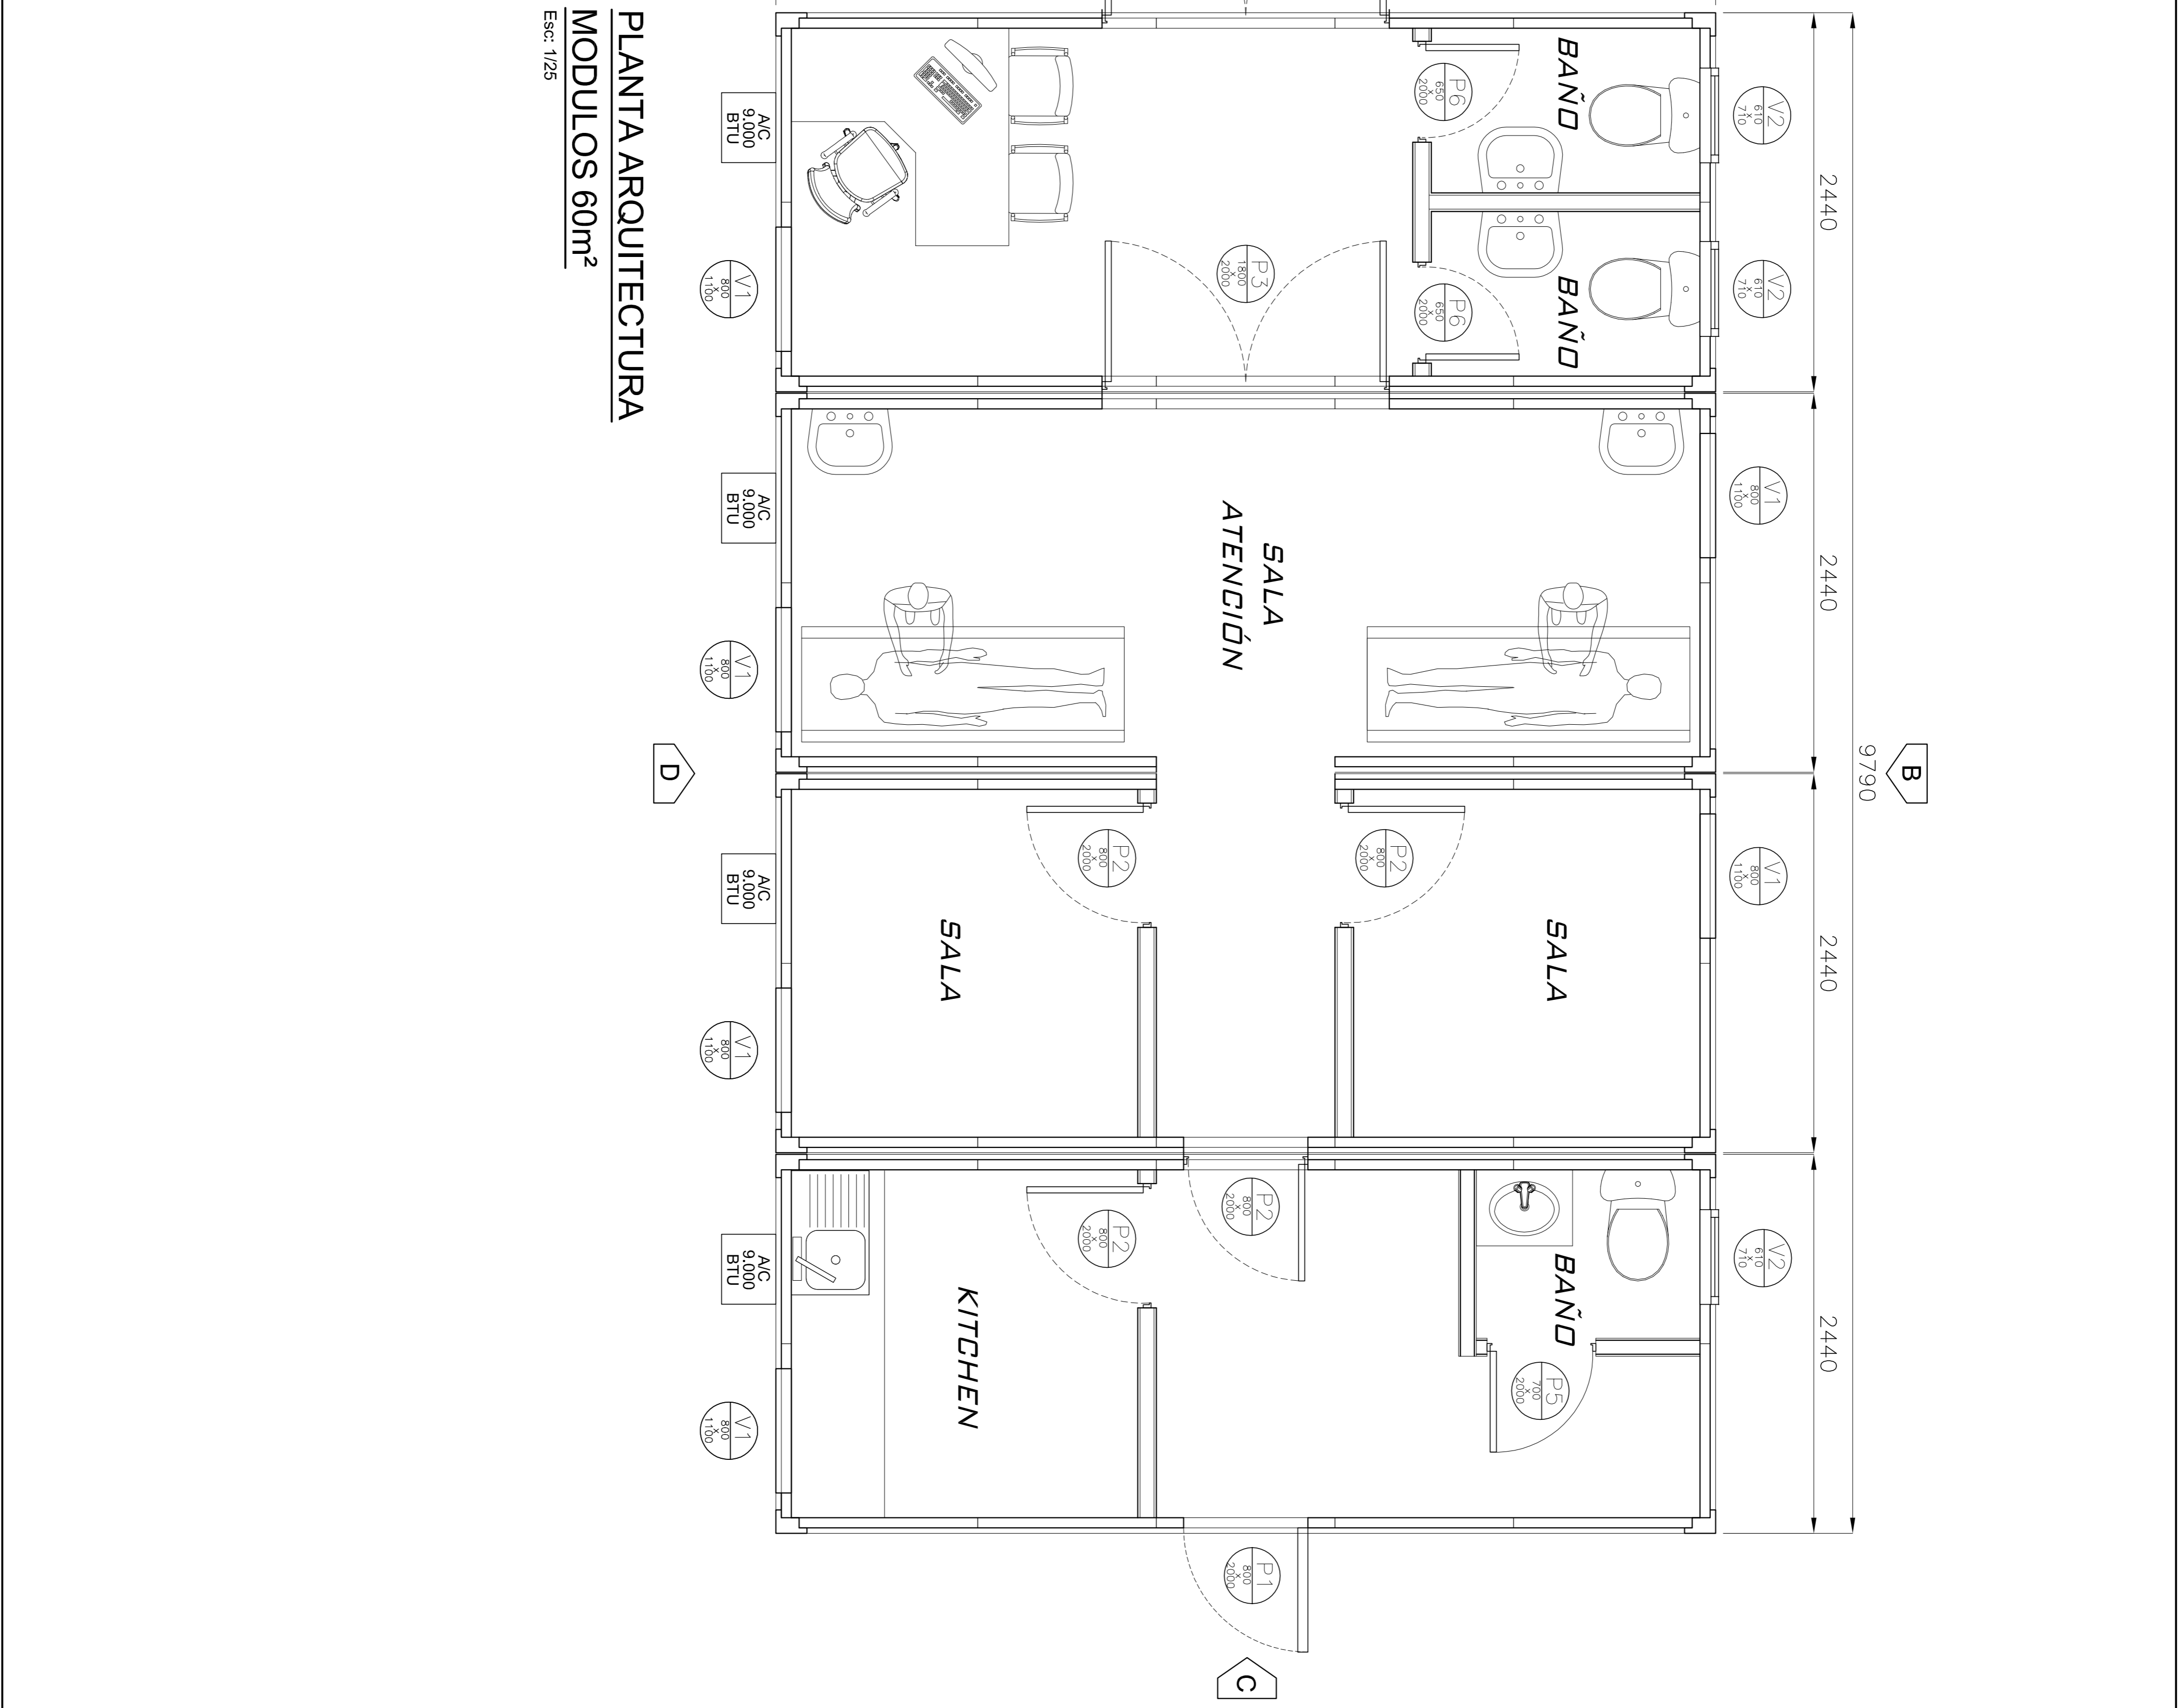 B
9790
2440
2440
2440
2440
V2
610
x
710
V2
610
x
710
V1
800
x
1100
V1
800
x
1100
V2
610
x
710
BAÑO
BAÑO
SALA
BAÑO
P5
700
x
2000
P6
650
x
2000
P6
650
x
2000
P2
800
x
2000
P3
1800
x
2000
SALA
ATENCIÓN
P2
800
x
2000
P1
800
x
2000
C
P2
800
x
2000
P2
800
x
2000
SALA
KITCHEN
A/C
9.000
BTU
V1
800
x
1100
A/C
9.000
BTU
V1
800
x
1100
A/C
9.000
BTU
V1
800
x
1100
A/C
9.000
BTU
V1
800
x
1100
D
PLANTA ARQUITECTURA
MODULOS 60m²
Esc: 1/25